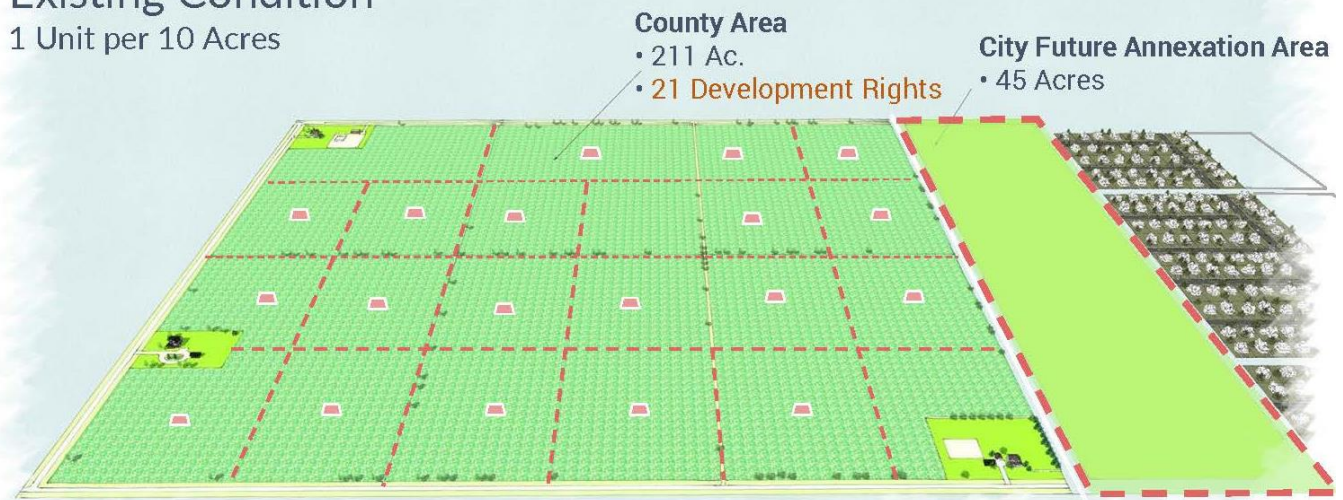 Existing Condition
1 Unit per 10 Acres
County Area
• 211 Ac.
• 21 Development Rights
City Future Annexation Area
• 45 Acres